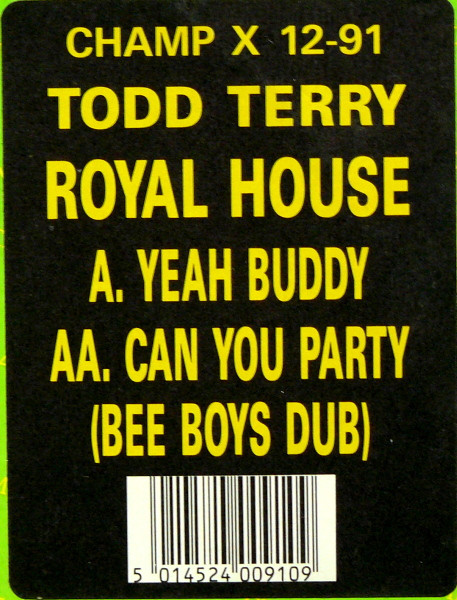 CHAMP X 12-91
TODD TERRY
ROYAL HOUSE
A. YEAH BUDDY
AA. CAN YOU PARTY
(BEE BOYS DUB)
5 014524 009109